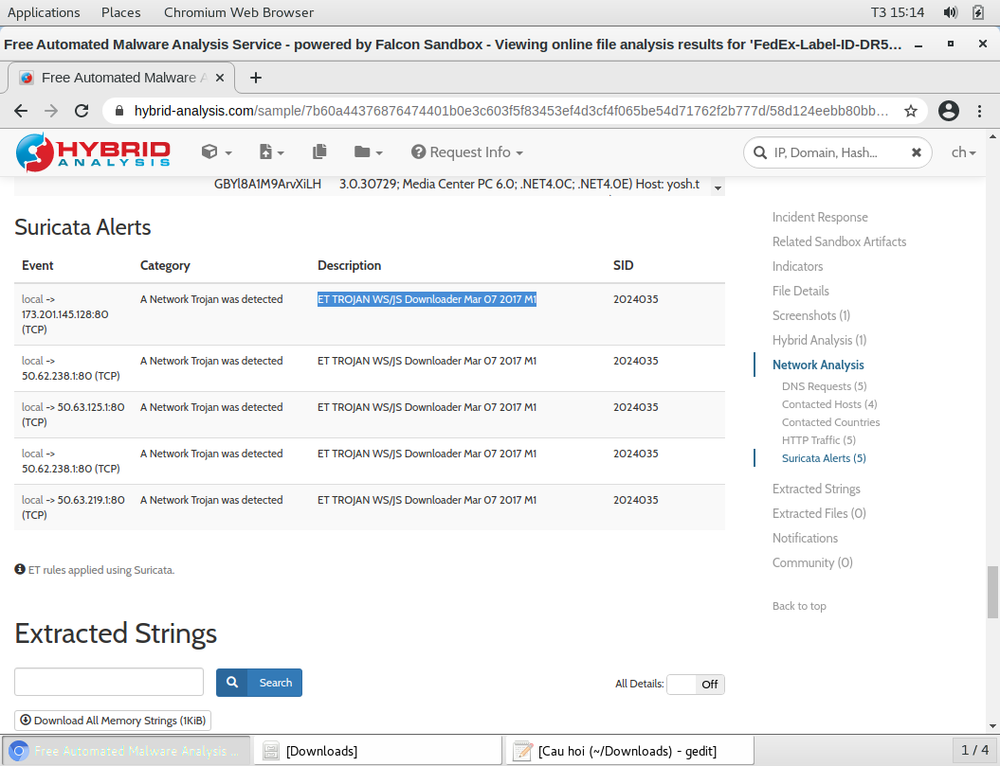 Applications Places Chromium Web Browser T3 15:14
Free Automated Malware Analysis Service - powered by Falcon Sandbox - Viewing online file analysis results for 'FedEx-Label-ID-DR5...
Free Automated Malware A
hybrid-analysis.com/sample/7b60a44376876474401b0e3c603f5f83453ef4d3cf4f065be54d71762f2b777d/58d124eebb80bb...
HYBRID
ANALYSIS
Request Info
IP, Domain, Hash...
ch
GBYl8A1M9ArvXiLH 3.0.30729; Media Center PC 6.0; .NET4.0C; .NET4.0E) Host: yosh.t
Suricata Alerts
Event Category Description SID
local -> A Network Trojan was detected ET TROJAN WS/JS Downloader Mar 07 2017 M1 2024035
173.201.145.128:80
(TCP)
local -> A Network Trojan was detected ET TROJAN WS/JS Downloader Mar 07 2017 M1 2024035
50.62.238.1:80 (TCP)
local -> 50.63.125.1:80 A Network Trojan was detected ET TROJAN WS/JS Downloader Mar 07 2017 M1 2024035
(TCP)
local -> A Network Trojan was detected ET TROJAN WS/JS Downloader Mar 07 2017 M1 2024035
50.62.238.1:80 (TCP)
local -> 50.63.219.1:80 A Network Trojan was detected ET TROJAN WS/JS Downloader Mar 07 2017 M1 2024035
(TCP)
ET rules applied using Suricata.
Extracted Strings
Search
All Details: Off
Download All Memory Strings (1KiB)
Incident Response
Related Sandbox Artifacts
Indicators
File Details
Screenshots (1)
Hybrid Analysis (1)
Network Analysis
DNS Requests (5)
Contacted Hosts (4)
Contacted Countries
HTTP Traffic (5)
Suricata Alerts (5)
Extracted Strings
Extracted Files (0)
Notifications
Community (0)
Back to top
Free Automated Malware Analysis ... [Downloads] [Cau hoi (~/Downloads) - gedit] 1 / 4